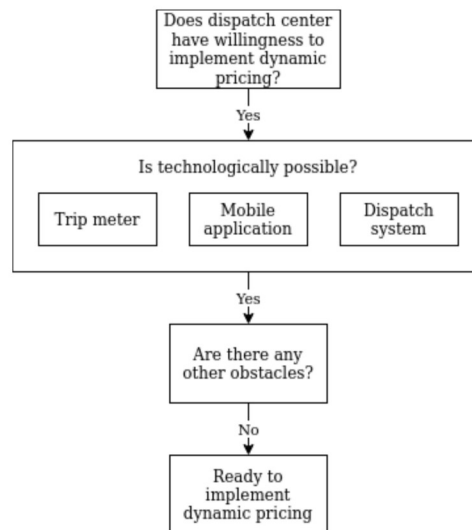 Does dispatch center
have willingness to
implement dynamic
pricing?
Yes
Is technologically possible?
Trip meter
Mobile
application
Dispatch
system
Yes
Are there any
other obstacles?
No
Ready to
implement
dynamic pricing